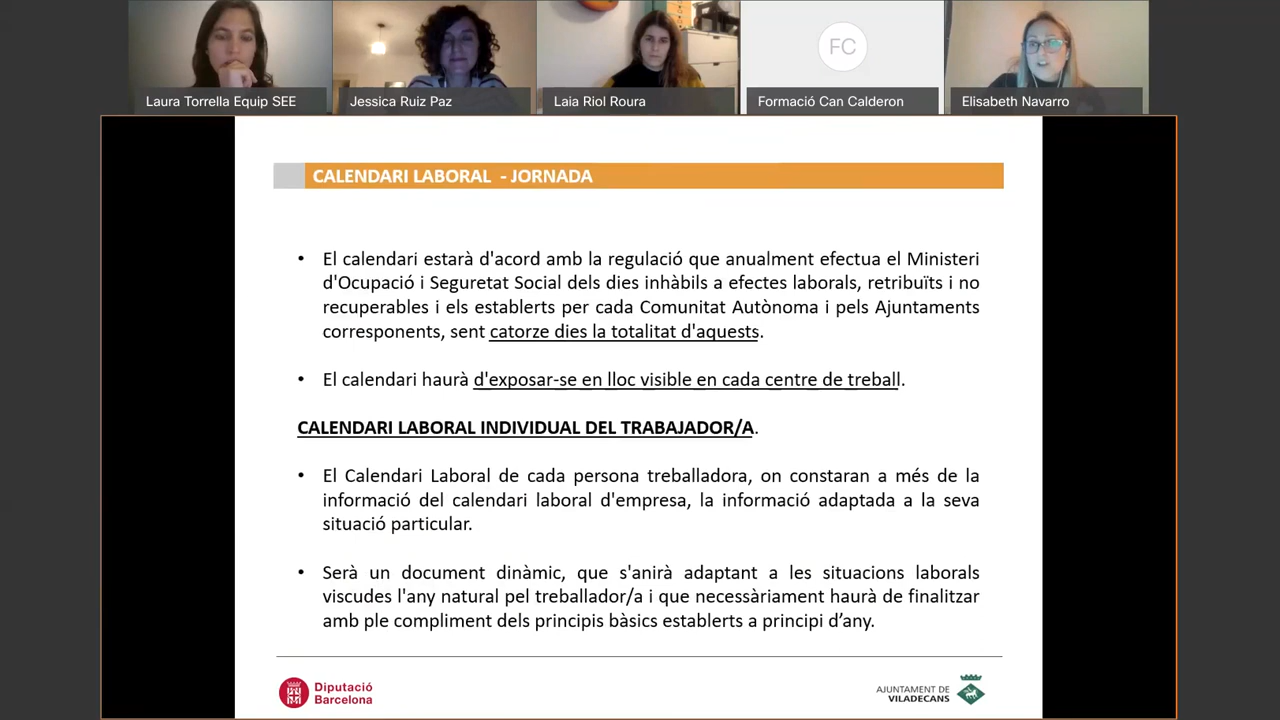 Laura Torrella Equip SEE
Jessica Ruiz Paz
Laia Riol Roura
FC
Formació Can Calderon
Elisabeth Navarro
CALENDARI LABORAL - JORNADA
• El calendari estarà d'acord amb la regulació que anualment efectua el Ministeri
d'Ocupació i Seguretat Social dels dies inhàbils a efectes laborals, retribuïts i no
recuperables i els establerts per cada Comunitat Autònoma i pels Ajuntaments
corresponents, sent catorze dies la totalitat d'aquests.
• El calendari haurà d'exposar-se en lloc visible en cada centre de treball.
CALENDARI LABORAL INDIVIDUAL DEL TRABAJADOR/A.
• El Calendari Laboral de cada persona treballadora, on constaran a més de la
informació del calendari laboral d'empresa, la informació adaptada a la seva
situació particular.
• Serà un document dinàmic, que s'anirà adaptant a les situacions laborals
viscudes l'any natural pel treballador/a i que necessàriament haurà de finalitzar
amb ple compliment dels principis bàsics establerts a principi d’any.
Diputació
Barcelona
AJUNTAMENT DE
VILADECANS